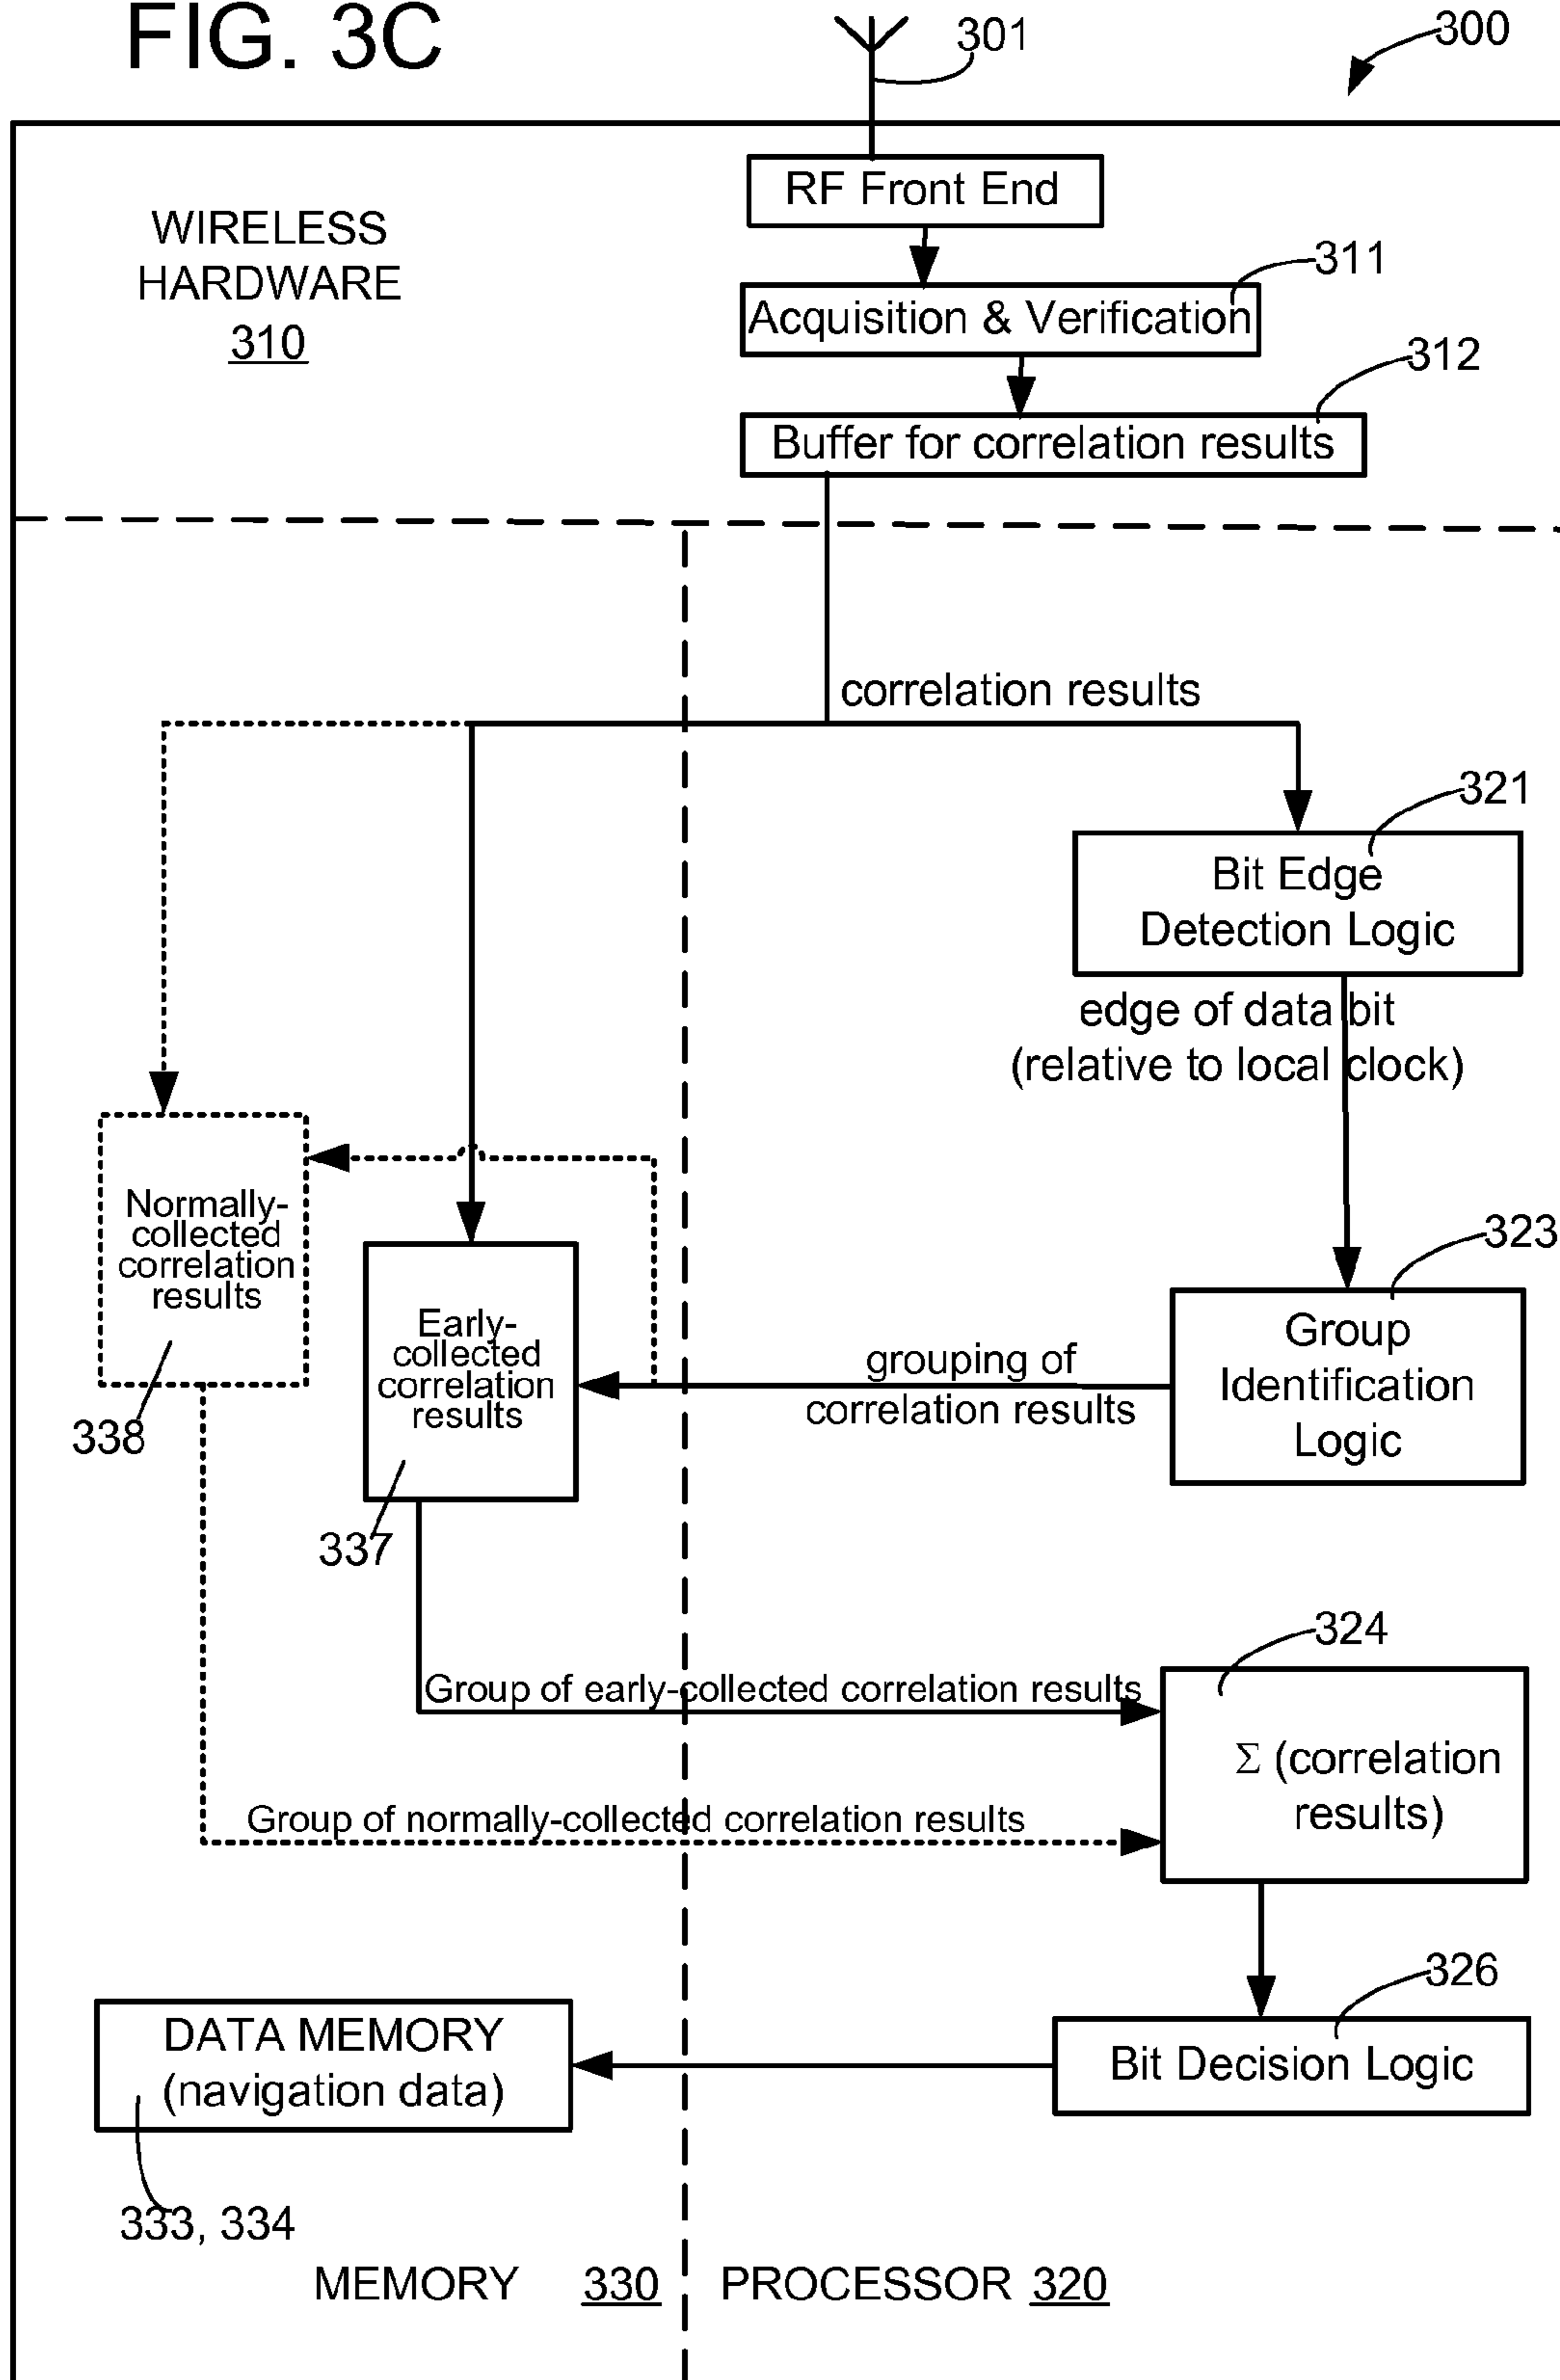 FIG. 3C
301
300
RF Front End
WIRELESS
HARDWARE
310
311
Acquisition & Verification
312
Buffer for correlation results
correlation results
321
Bit Edge
Detection Logic
edge of data bit
(relative to local clock)
Normally-
collected
correlation
results
338
323
Early-
collected
correlation
results
337
grouping of
correlation results
Group
Identification
Logic
324
Group of early-collected correlation results
Σ (correlation
results)
Group of normally-collected correlation results
326
DATA MEMORY
(navigation data)
Bit Decision Logic
333, 334
MEMORY 330
PROCESSOR 320